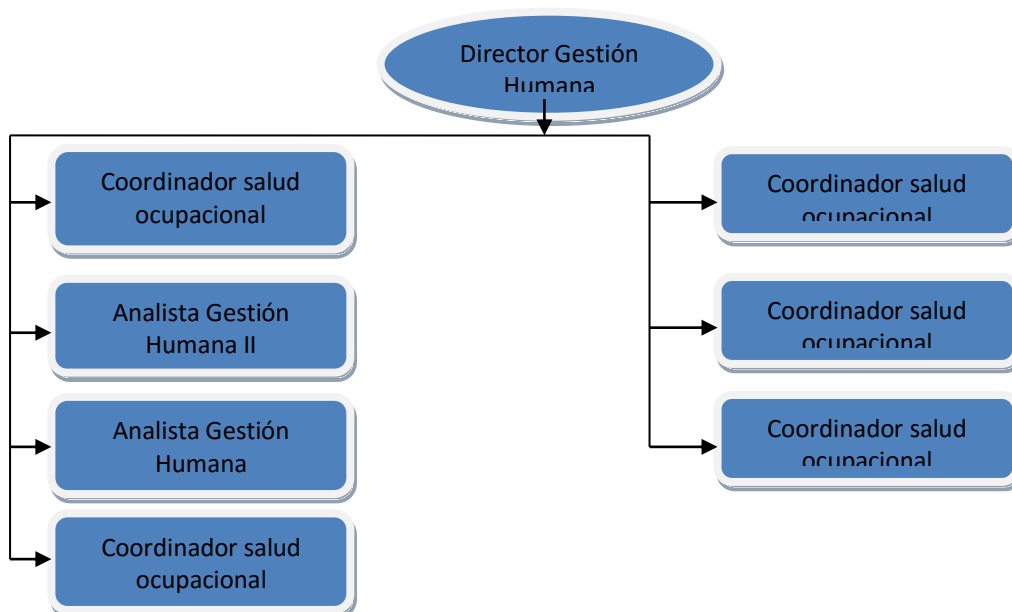 Director Gestión
Humana
Coordinador salud
ocupacional
Analista Gestión
Humana II
Analista Gestión
Humana
Coordinador salud
ocupacional
Coordinador salud
ocupacional
Coordinador salud
ocupacional
Coordinador salud
ocupacional